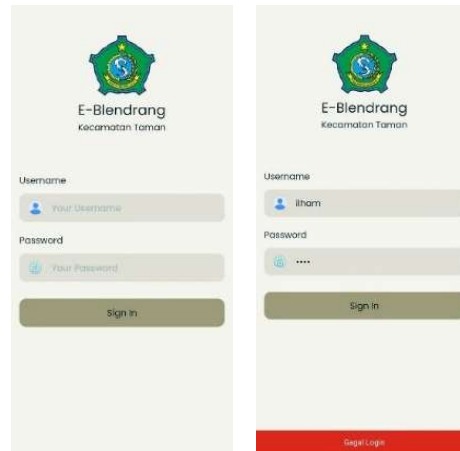 E-Blendrang
Kecamatan Taman
Username
Your Username
Password
Your Password
Sign In
E-Blendrang
Kecamatan Taman
Username
ilham
Password
••••
Sign In
Gagal Login